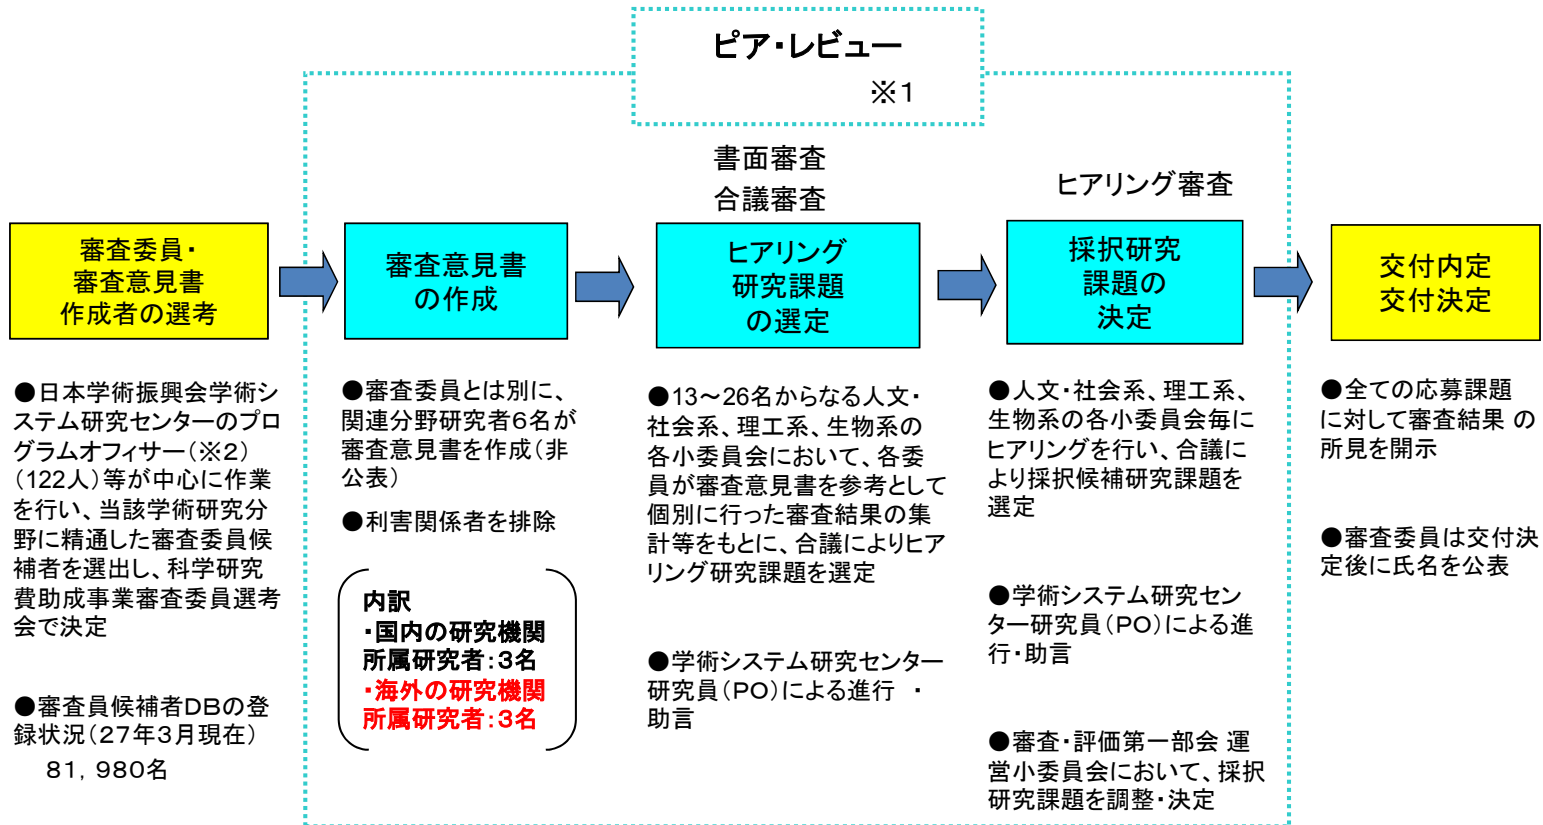 ピア・レビュー
※1
書面審査
合議審査
ヒアリング審査
審査委員・
審査意見書
作成者の選考
審査意見書
の作成
ヒアリング
研究課題
の選定
採択研究
課題の
決定
交付内定
交付決定
●日本学術振興会学術シ
ステム研究センターのプロ
グラムオフィサー(※2)
(122人)等が中心に作業
を行い、当該学術研究分
野に精通した審査委員候
補者を選出し、科学研究
費助成事業審査委員選考
会で決定
●審査員候補者DBの登
録状況(27年3月現在)
81,980名
●審査委員とは別に、
関連分野研究者6名が
審査意見書を作成(非
公表)
●利害関係者を排除
内訳
・国内の研究機関
所属研究者:3名
・海外の研究機関
所属研究者:3名
●13~26名からなる人文・
社会系、理工系、生物系の
各小委員会において、各委
員が審査意見書を参考として
個別に行った審査結果の集
計等をもとに、合議によりヒア
リング研究課題を選定
●学術システム研究センター
研究員(PO)による進行 ・
助言
●人文・社会系、理工系、
生物系の各小委員会毎に
ヒアリングを行い、合議に
より採択候補研究課題を
選定
●学術システム研究セン
ター研究員(PO)による進
行・助言
●審査・評価第一部会 運
営小委員会において、採択
研究課題を調整・決定
●全ての応募課題
に対して審査結果 の
所見を開示
●審査委員は交付決
定後に氏名を公表